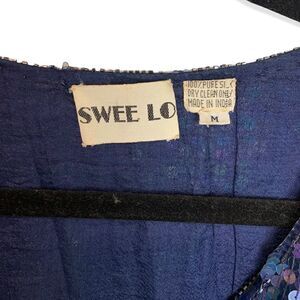 SWEE LO
100% PURE SILK
DRY CLEAN ONLY
MADE IN INDIA
M